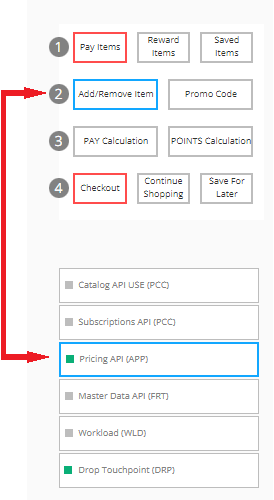 1 Pay Items Reward Items Saved Items
2 Add/Remove Item Promo Code
3 PAY Calculation POINTS Calculation
4 Checkout Continue Shopping Save For Later
Catalog API USE (PCC)
Subscriptions API (PCC)
Pricing API (APP)
Master Data API (FRT)
Workload (WLD)
Drop Touchpoint (DRP)